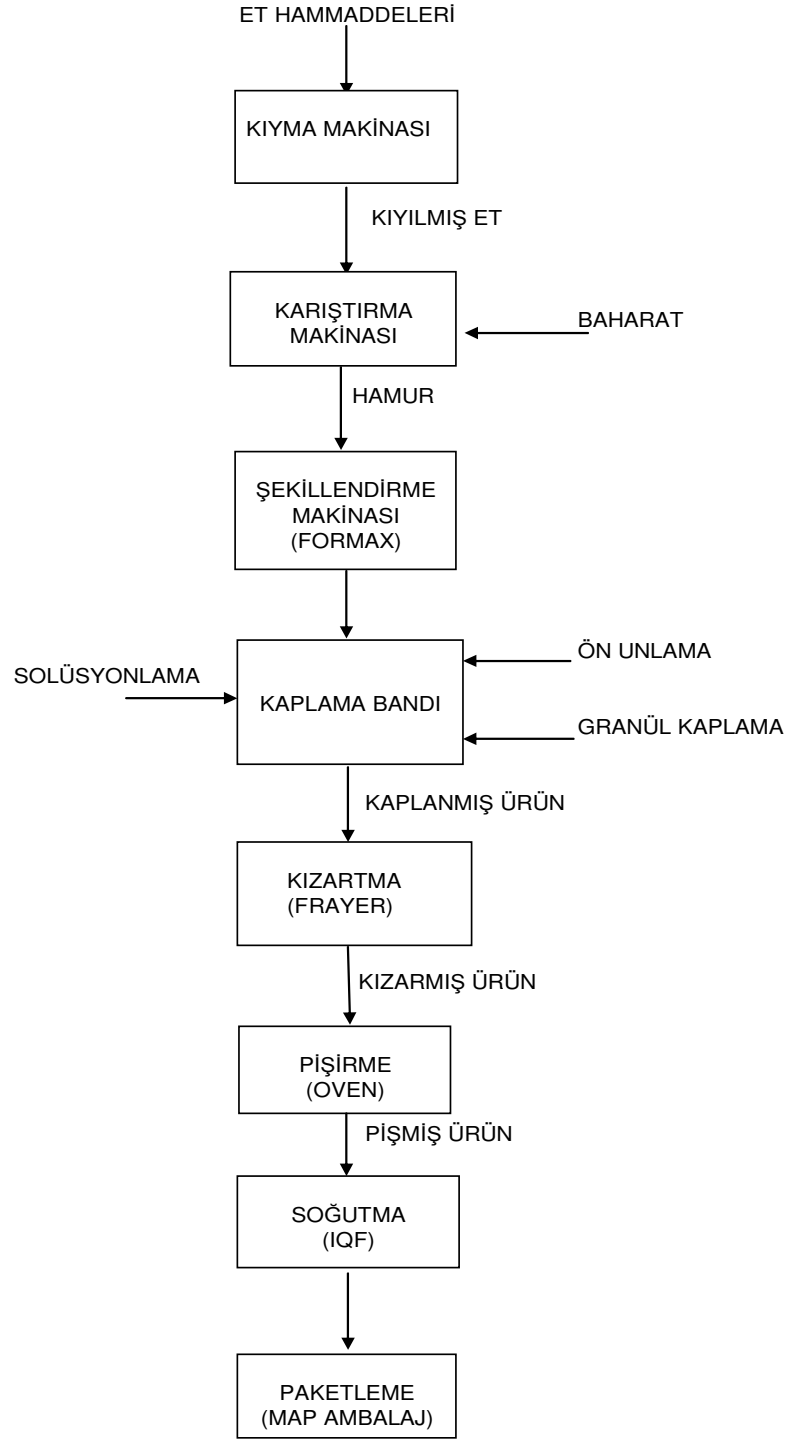 ET HAMMADDELERİ
KIYMA MAKİNASI
KIYILMIŞ ET
KARIŞTIRMA
MAKİNASI
BAHARAT
HAMUR
ŞEKİLLENDİRME
MAKİNASI
(FORMAX)
SOLÜSYONLAMA
KAPLAMA BANDI
ÖN UNLAMA
GRANÜL KAPLAMA
KAPLANMIŞ ÜRÜN
KIZARTMA
(FRAYER)
KIZARMIŞ ÜRÜN
PİŞİRME
(OVEN)
PİŞMİŞ ÜRÜN
SOĞUTMA
(IQF)
PAKETLEME
(MAP AMBALAJ)